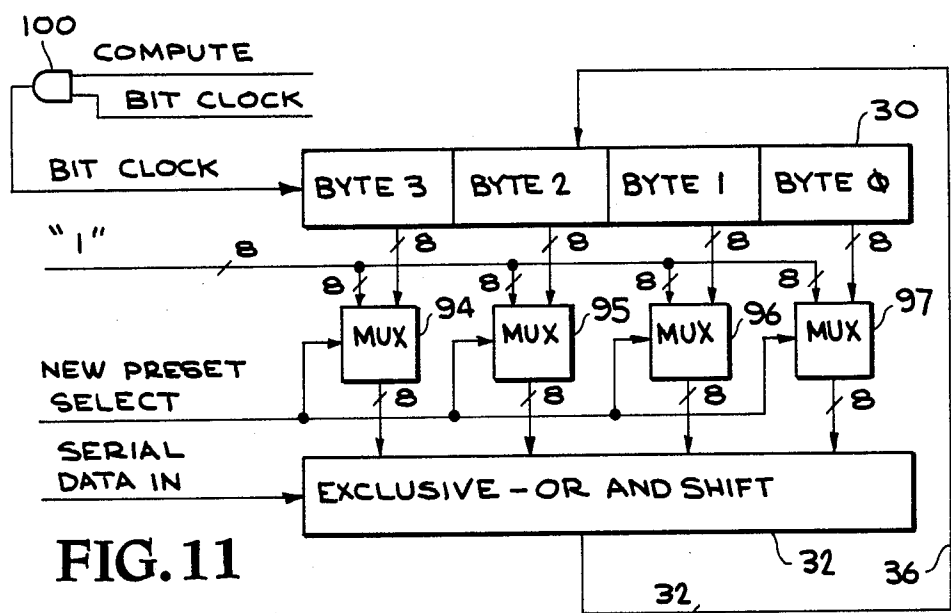 100
COMPUTE
BIT CLOCK
30
BIT CLOCK
BYTE 3 BYTE 2 BYTE 1 BYTE 0
"1" 8 8 8 8 8
8 8 8 8
MUX 94 MUX 95 MUX 96 MUX 97
NEW PRESET
SELECT
8 8 8 8
SERIAL
DATA IN
EXCLUSIVE-OR AND SHIFT
FIG. 11
32
36
32